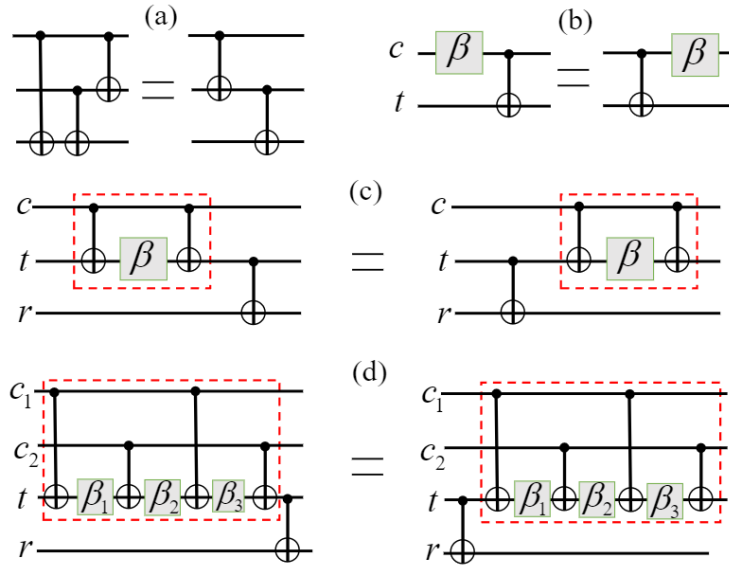 (a)
=
(b)
c β = β
t
(c)
c c
t β = t β
r r
(d)
c₁ c₁
c₂ = c₂
t β₁ β₂ β₃ t β₁ β₂ β₃
r r